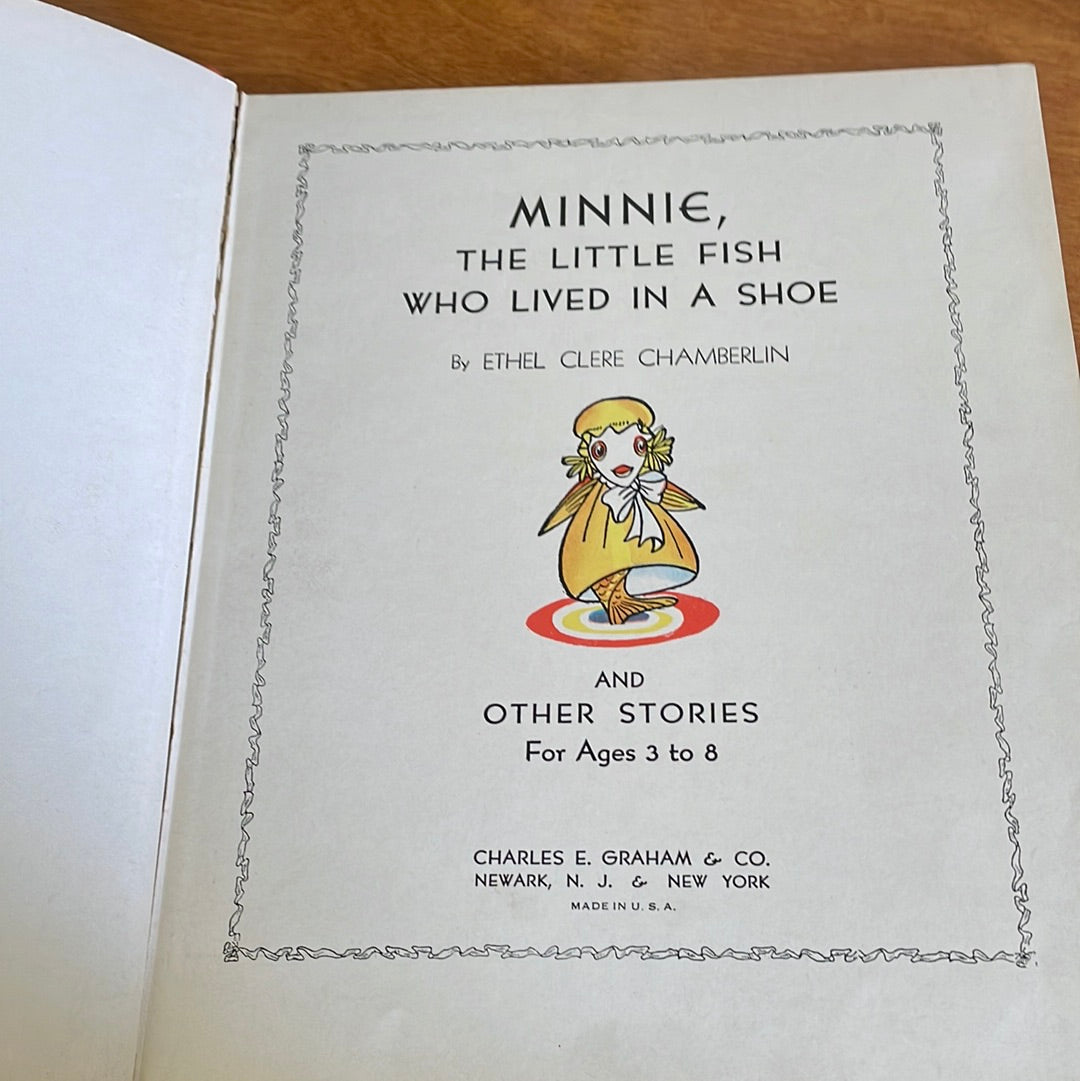 MINNIE,
THE LITTLE FISH
WHO LIVED IN A SHOE
By ETHEL CLERE CHAMBERLIN
AND
OTHER STORIES
For Ages 3 to 8
CHARLES E. GRAHAM & CO.
NEWARK, N. J. & NEW YORK
MADE IN U. S. A.